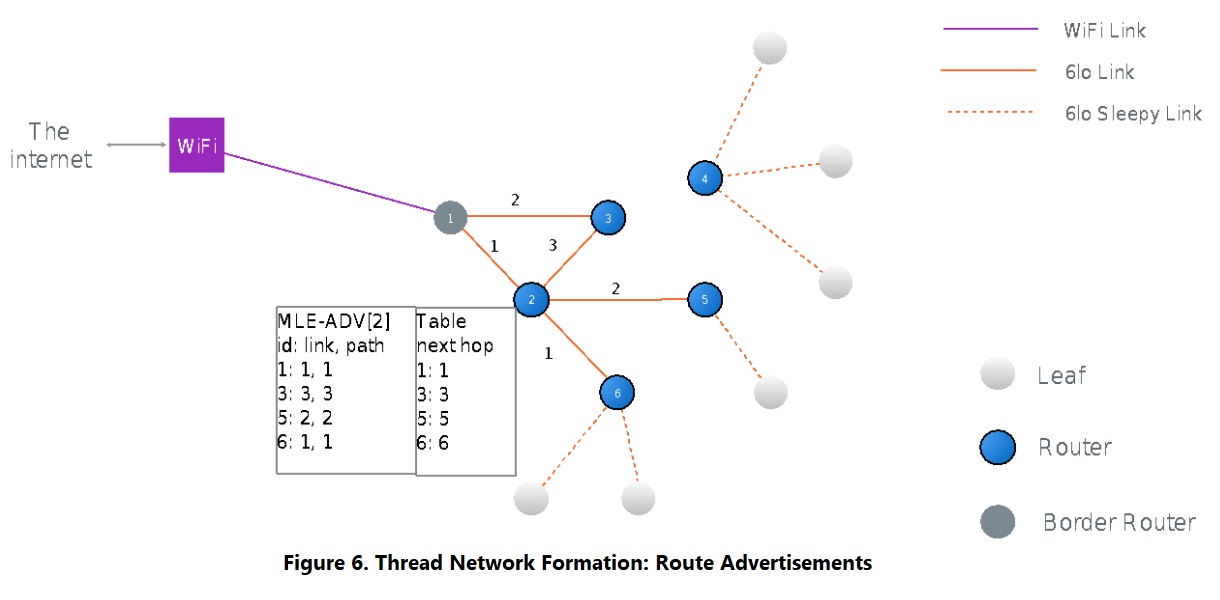 WiFi Link
6lo Link
6lo Sleepy Link
The
internet
WiFi
1
2
3
4
1
3
2
2
5
1
6
MLE-ADV[2]
id: link, path
1: 1, 1
3: 3, 3
5: 2, 2
6: 1, 1
Table
next hop
1: 1
3: 3
5: 5
6: 6
Leaf
Router
Border Router
Figure 6. Thread Network Formation: Route Advertisements